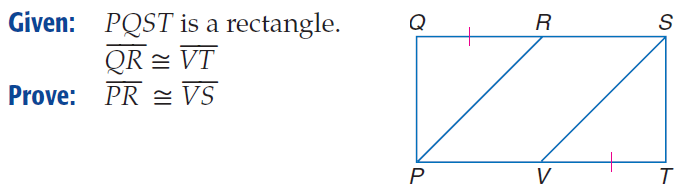 Given: PQST is a rectangle.
QR ≅ VT
Prove: PR ≅ VS
Q R S
P V T